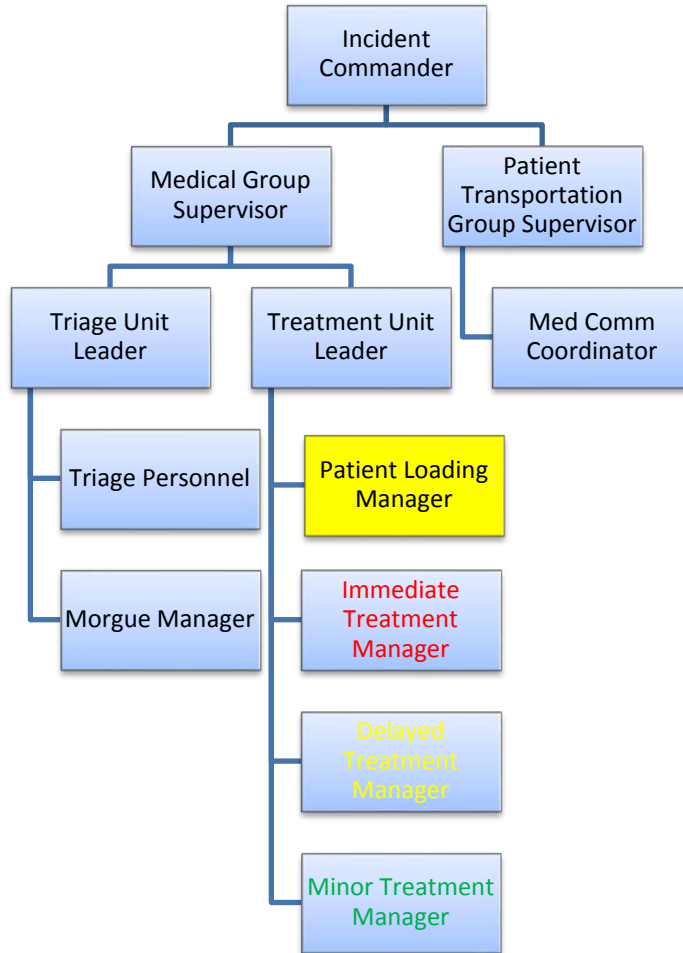 Incident
Commander
Medical Group
Supervisor
Patient
Transportation
Group Supervisor
Triage Unit
Leader
Treatment Unit
Leader
Med Comm
Coordinator
Triage Personnel
Patient Loading
Manager
Morgue Manager
Immediate
Treatment
Manager
Delayed
Treatment
Manager
Minor Treatment
Manager